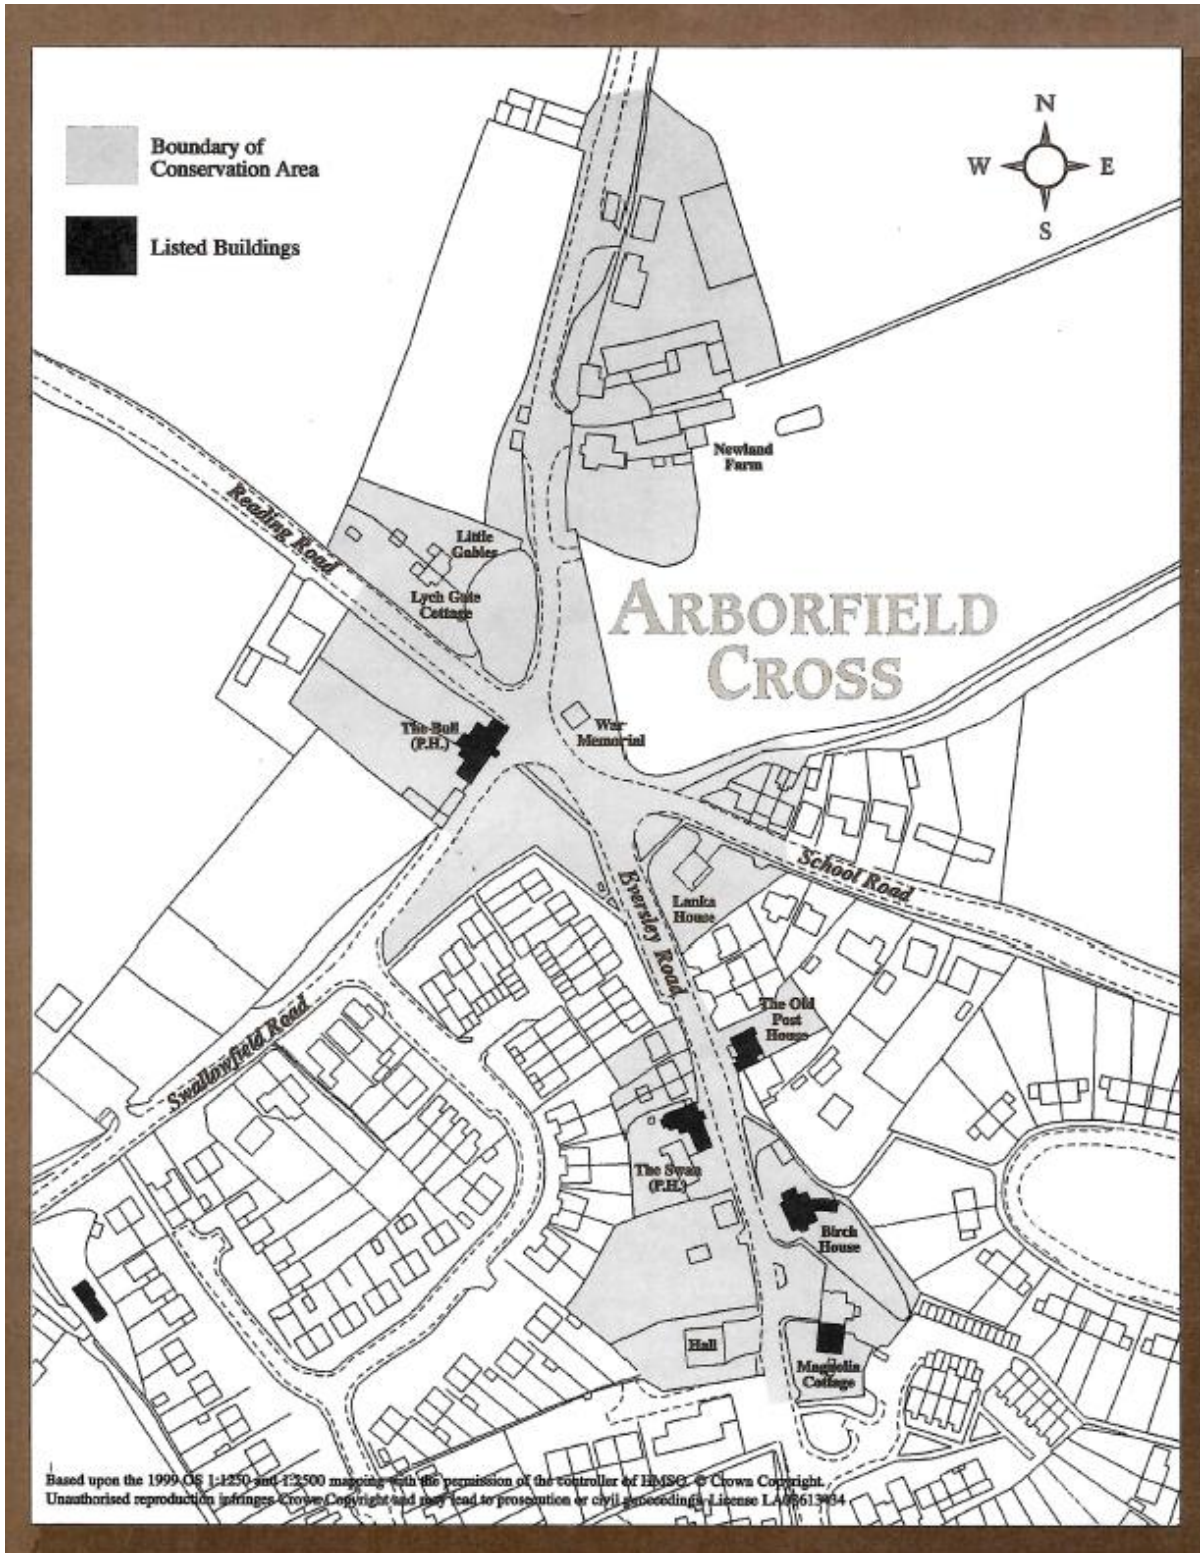 Boundary of
Conservation Area
Listed Buildings
N
W
E
S
Newland
Farm
Reading Road
Little
Gables
Lych Gate
Cottage
ARBORFIELD
CROSS
The Bull
(P.H.)
War
Memorial
School Road
Eversley Road
Lanka
House
The Old
Post
House
Swallowfield Road
The Swan
(P.H.)
Birch
House
Hall
Magnolia
Cottage
Based upon the 1999 OS 1:1250 and 1:2500 mapping with the permission of the controller of HMSO. © Crown Copyright.
Unauthorised reproduction infringes Crown Copyright and may lead to prosecution or civil proceedings. License